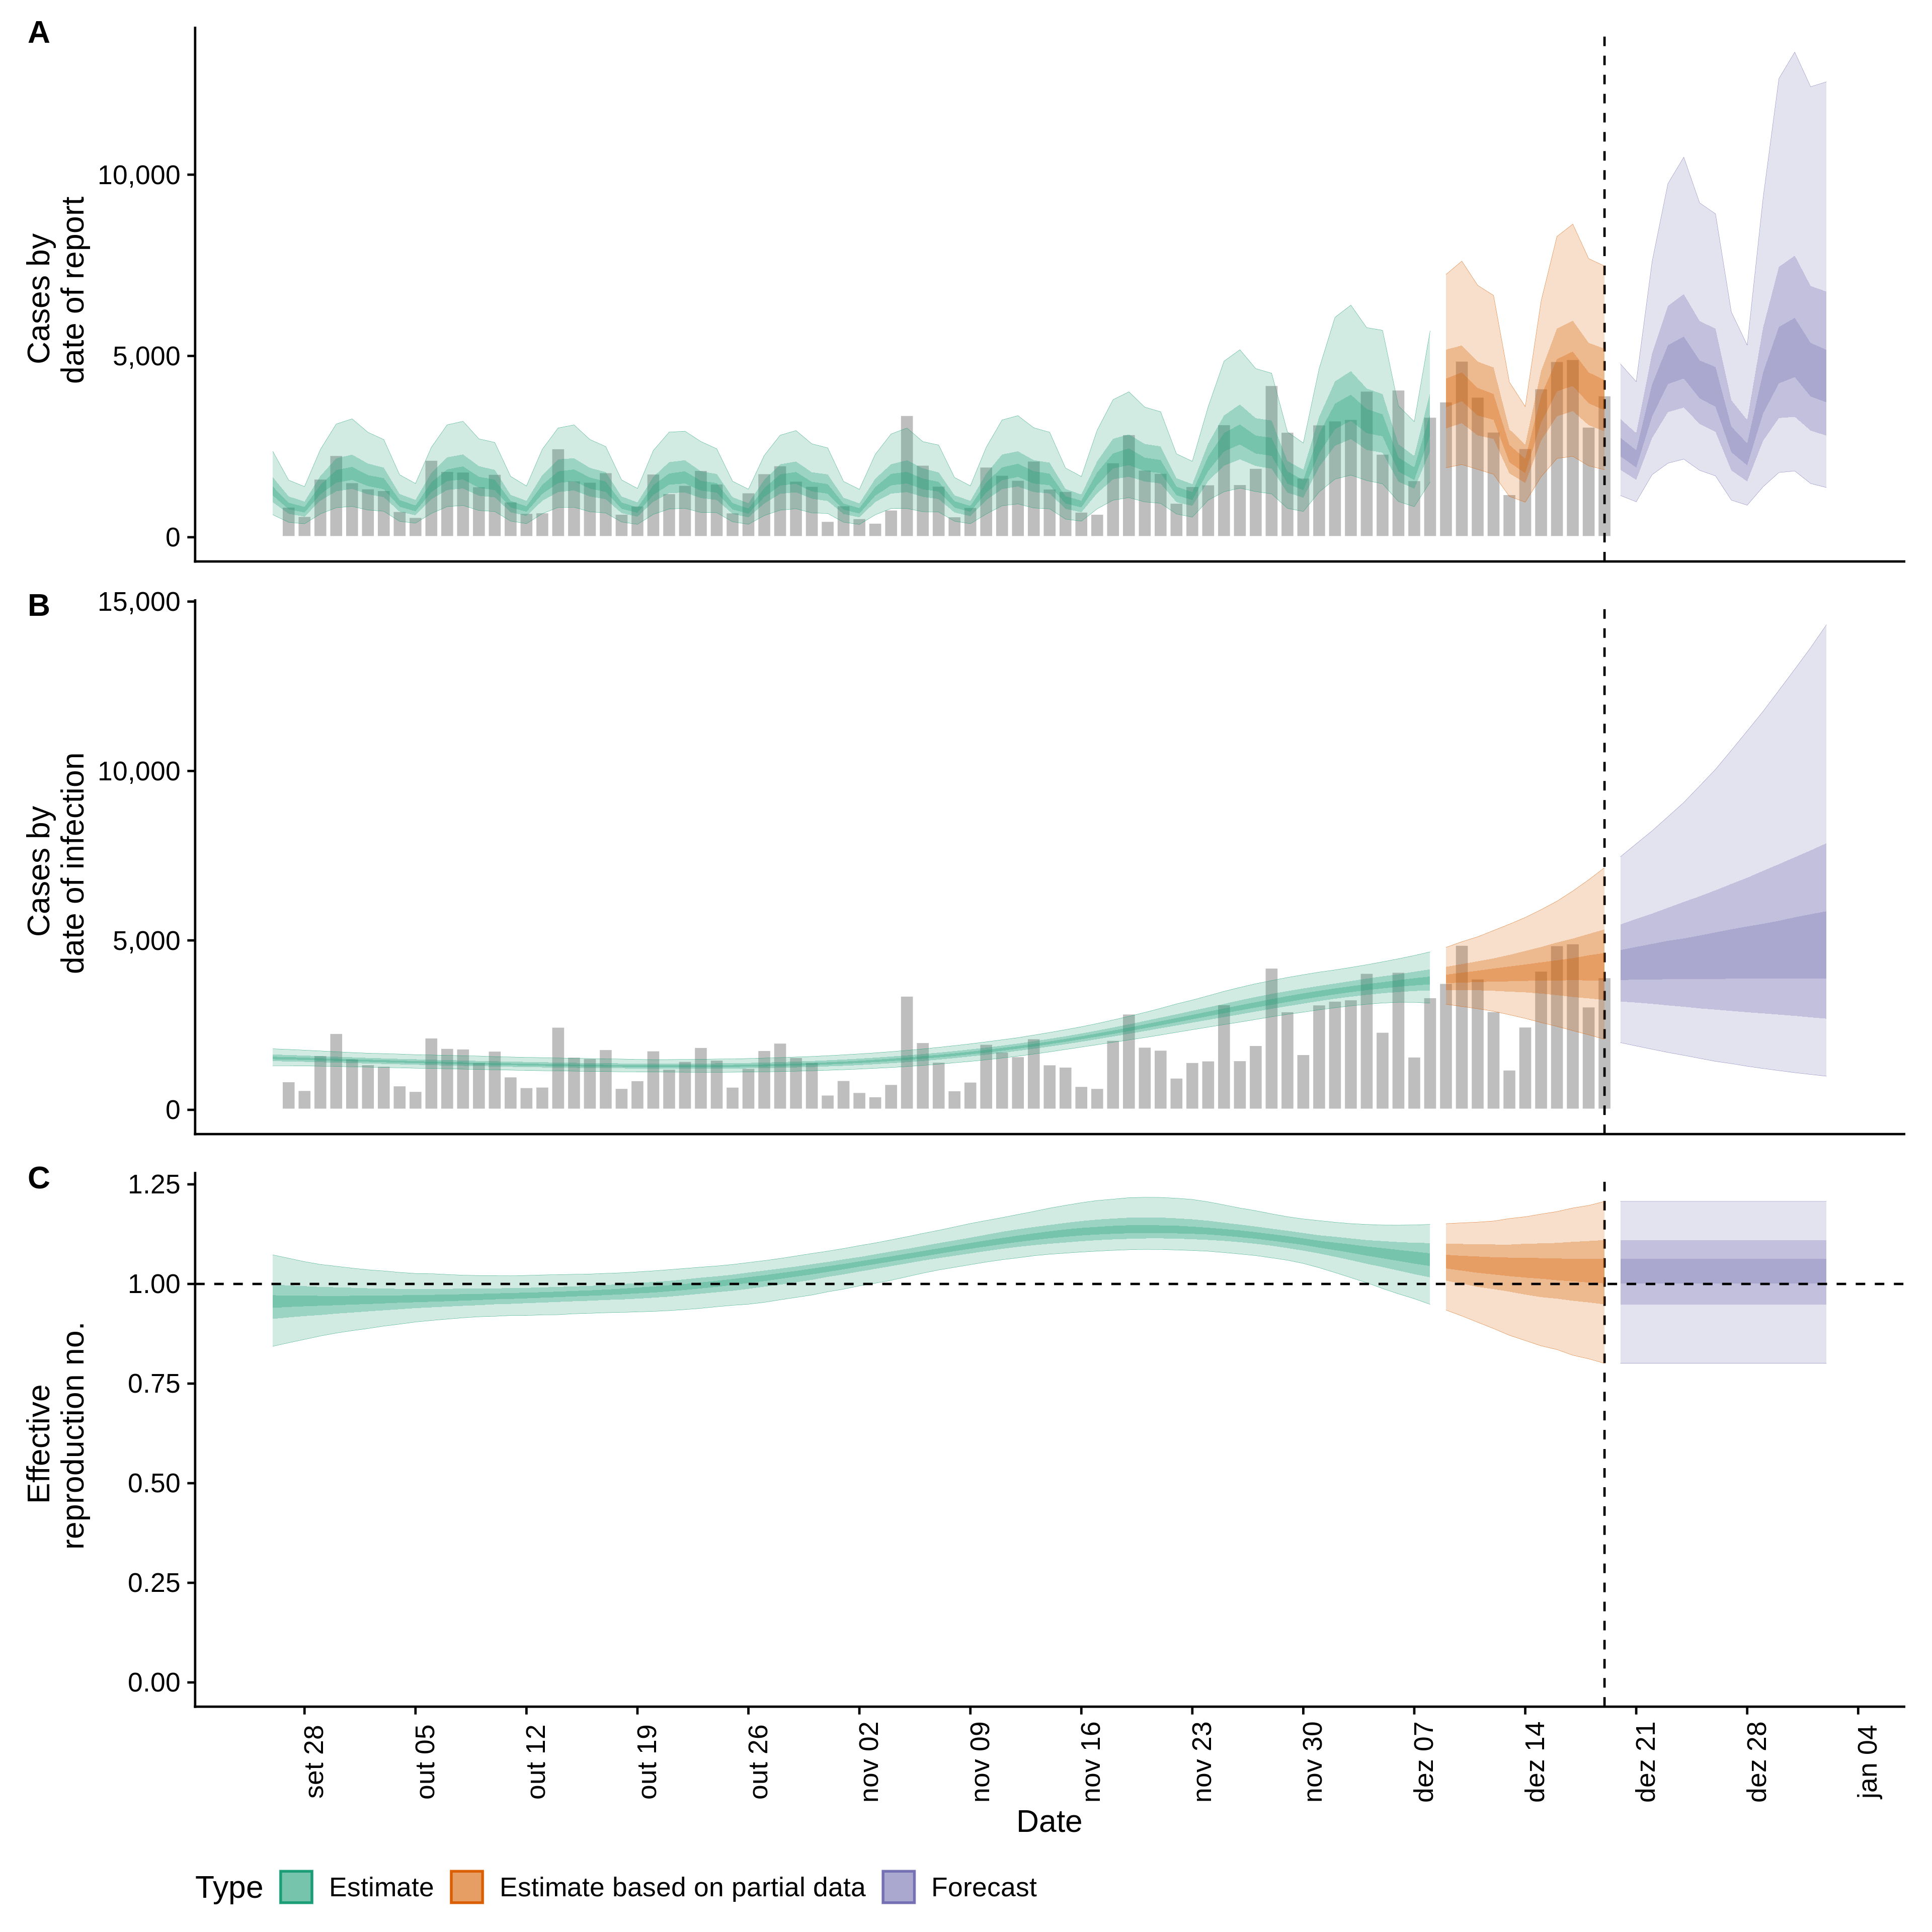 A
Cases by
date of report
10,000
5,000
0
B
Cases by
date of infection
15,000
10,000
5,000
0
C
Effective
reproduction no.
1.25
1.00
0.75
0.50
0.25
0.00
set 28
out 05
out 12
out 19
out 26
nov 02
nov 09
nov 16
nov 23
nov 30
dez 07
dez 14
dez 21
dez 28
jan 04
Date
Type Estimate Estimate based on partial data Forecast